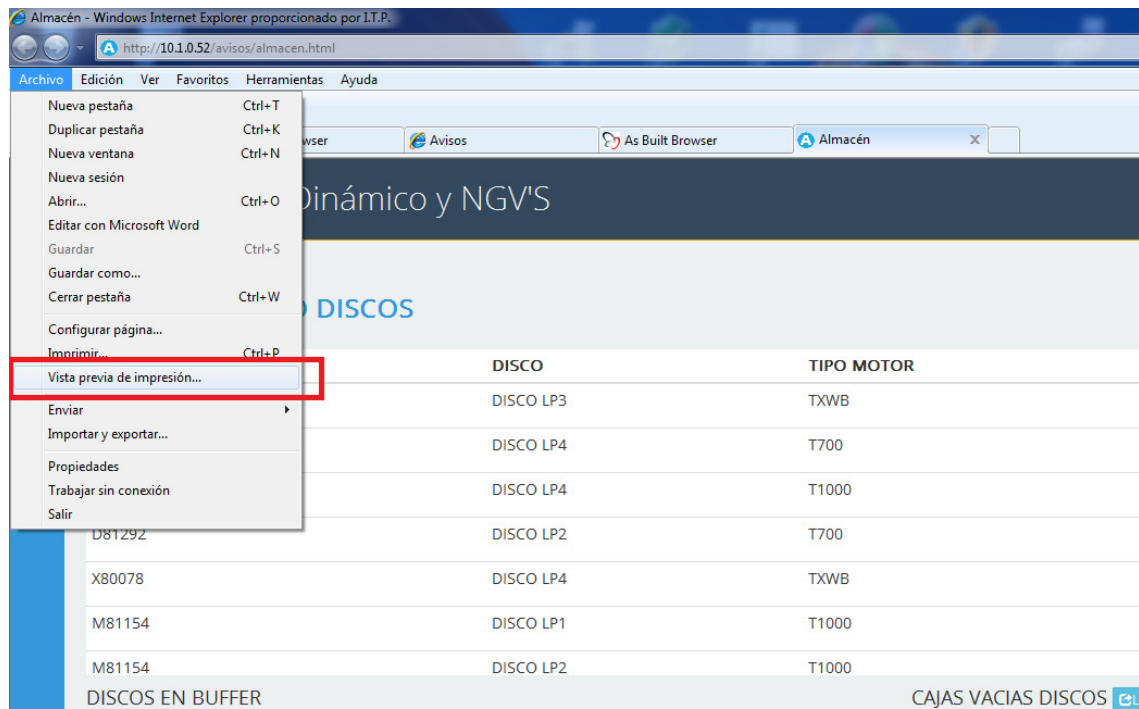 Almacén - Windows Internet Explorer proporcionado por I.T.P.
http://10.1.0.52/avisos/almacen.html
Archivo Edición Ver Favoritos Herramientas Ayuda
Nueva pestaña Ctrl+T
Duplicar pestaña Ctrl+K
Nueva ventana Ctrl+N
Nueva sesión
Abrir... Ctrl+O
Editar con Microsoft Word
Guardar Ctrl+S
Guardar como...
Cerrar pestaña Ctrl+W
Configurar página...
Imprimir... Ctrl+P
Vista previa de impresión...
Enviar
Importar y exportar...
Propiedades
Trabajar sin conexión
Salir
wser Avisos As Built Browser Almacén x
Dinámico y NGV'S
DISCOS
DISCO TIPO MOTOR
DISCO LP3 TXWB
DISCO LP4 T700
DISCO LP4 T1000
D81292 DISCO LP2 T700
X80078 DISCO LP4 TXWB
M81154 DISCO LP1 T1000
M81154 DISCO LP2 T1000
DISCOS EN BUFFER CAJAS VACIAS DISCOS